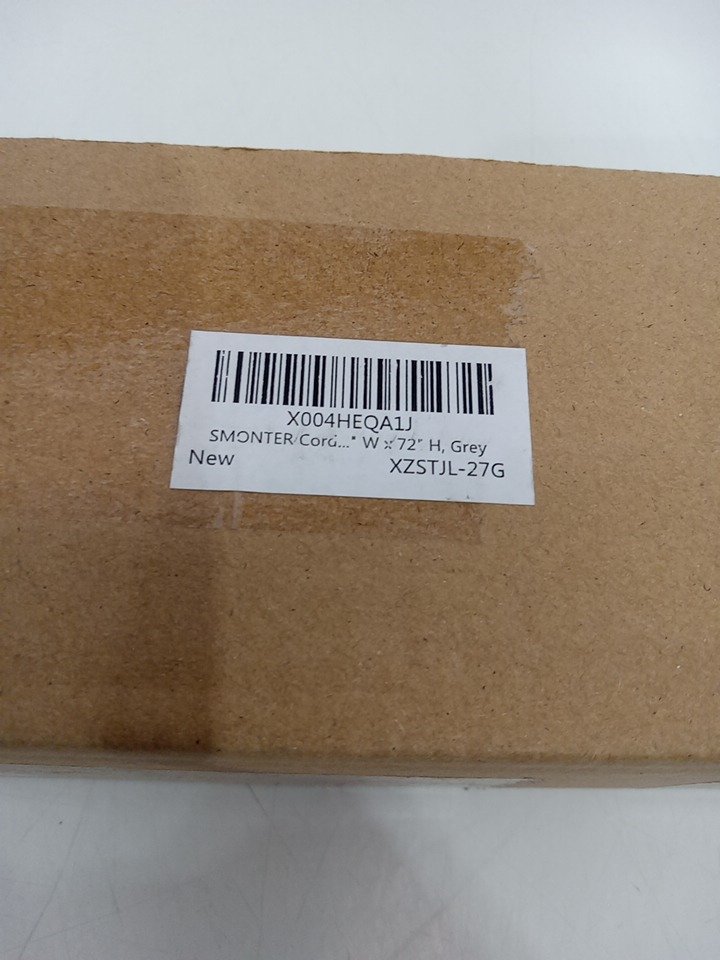 X004HEQA1J
SMONTER Cord..." W x 72" H, Grey
New XZSTJL-27G